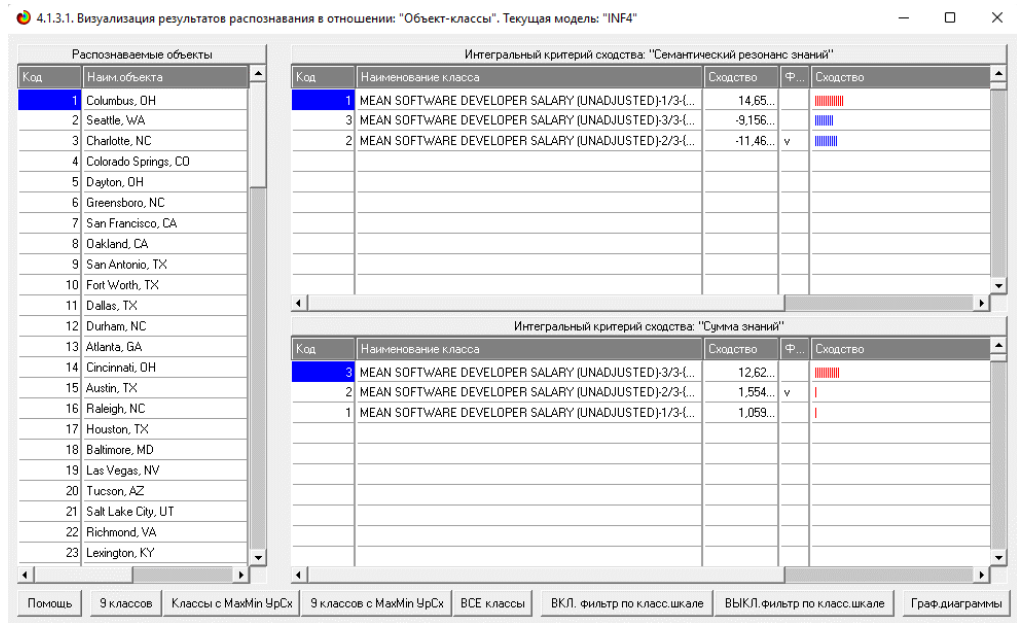 4.1.3.1. Визуализация результатов распознавания в отношении: "Объект-классы". Текущая модель: "INF4"
Распознаваемые объекты
Код Наим.объекта
1 Columbus, OH
2 Seattle, WA
3 Charlotte, NC
4 Colorado Springs, CO
5 Dayton, OH
6 Greensboro, NC
7 San Francisco, CA
8 Oakland, CA
9 San Antonio, TX
10 Fort Worth, TX
11 Dallas, TX
12 Durham, NC
13 Atlanta, GA
14 Cincinnati, OH
15 Austin, TX
16 Raleigh, NC
17 Houston, TX
18 Baltimore, MD
19 Las Vegas, NV
20 Tucson, AZ
21 Salt Lake City, UT
22 Richmond, VA
23 Lexington, KY
Интегральный критерий сходства: "Семантический резонанс знаний"
Код Наименование класса Сходство Ф... Сходство
1 MEAN SOFTWARE DEVELOPER SALARY (UNADJUSTED)-1/3-{... 14,65...
3 MEAN SOFTWARE DEVELOPER SALARY (UNADJUSTED)-3/3-{... -9,156...
2 MEAN SOFTWARE DEVELOPER SALARY (UNADJUSTED)-2/3-{... -11,46... v
Интегральный критерий сходства: "Сумма знаний"
Код Наименование класса Сходство Ф... Сходство
3 MEAN SOFTWARE DEVELOPER SALARY (UNADJUSTED)-3/3-{... 12,62...
2 MEAN SOFTWARE DEVELOPER SALARY (UNADJUSTED)-2/3-{... 1,554... v
1 MEAN SOFTWARE DEVELOPER SALARY (UNADJUSTED)-1/3-{... 1,059...
Помощь 9 классов Классы с MaxMin УрСх 9 классов с MaxMin УрСх ВСЕ классы ВКЛ. фильтр по класс.шкале ВЫКЛ.фильтр по класс.шкале Граф.диаграммы